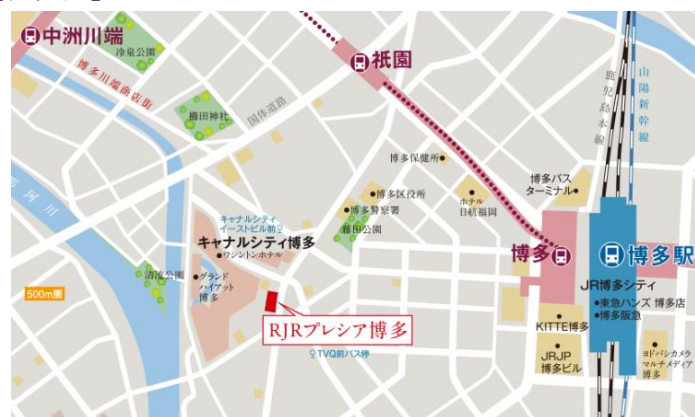 中洲川端
冷泉公園
博多川端商店街
櫛田神社
国体道路
祇園
鹿児島本線
山陽新幹線
博多保健所
博多区役所
博多警察署
藤田公園
ホテル
日航福岡
博多バス
ターミナル
那珂川
キャナルシティ
イーストビル前
キャナルシティ博多
ワシントンホテル
清流公園
グランド
ハイアット
博多
500m圏
RJRプレシア博多
TVQ前バス停
博多
博多駅
JR博多シティ
東急ハンズ 博多店
博多阪急
KITTE博多
JRJP
博多ビル
ヨドバシカメラ
マルチメディア
博多